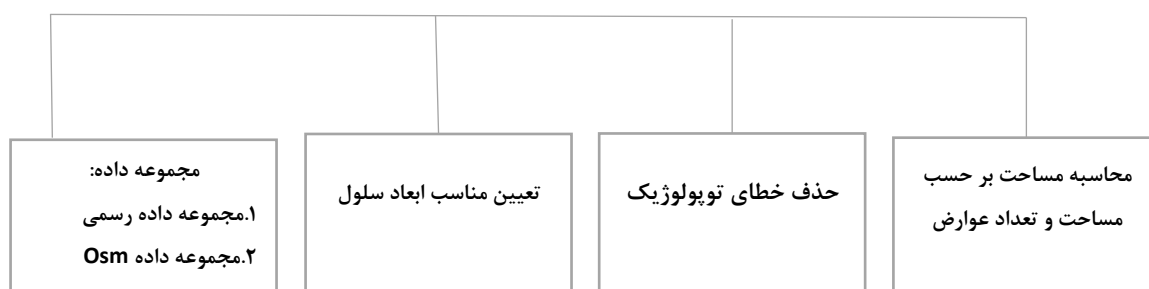 محاسبه مساحت بر حسب
مساحت و تعداد عوارض
حذف خطای توپولوژیک
تعیین مناسب ابعاد سلول
مجموعه داده:
۱.مجموعه داده رسمی
۲.مجموعه داده Osm